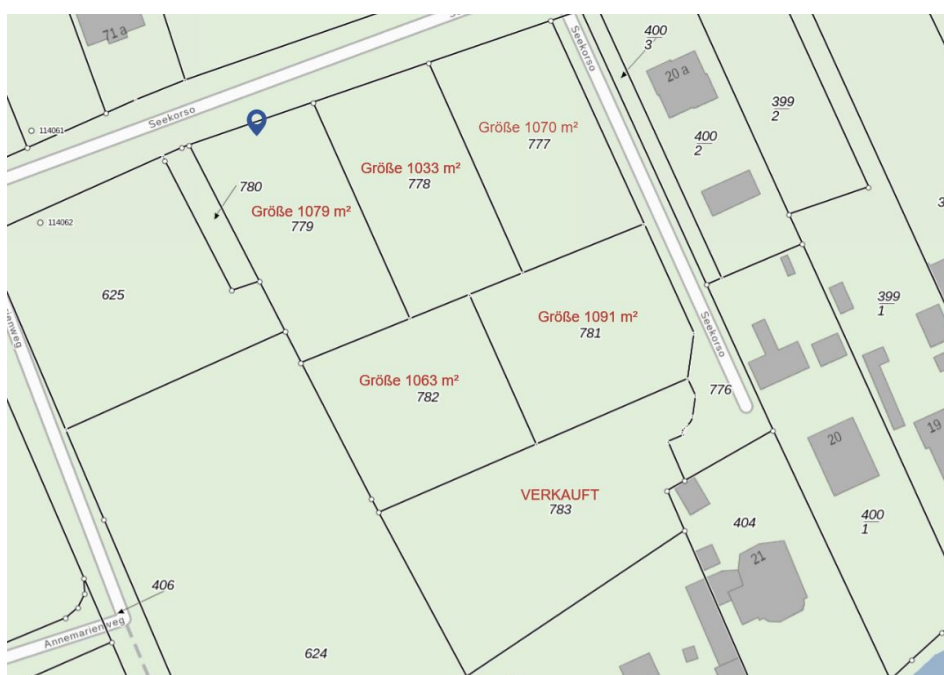 71 a
Seekorso
Seekorso
400
3
20 a
399
2
400
2
114061
Größe 1070 m²
777
Größe 1033 m²
778
780
Größe 1079 m²
779
114062
625
399
1
Größe 1091 m²
781
Seekorso
Größe 1063 m²
782
776
19
20
VERKAUFT
783
404
400
1
21
406
Annemarienweg
624